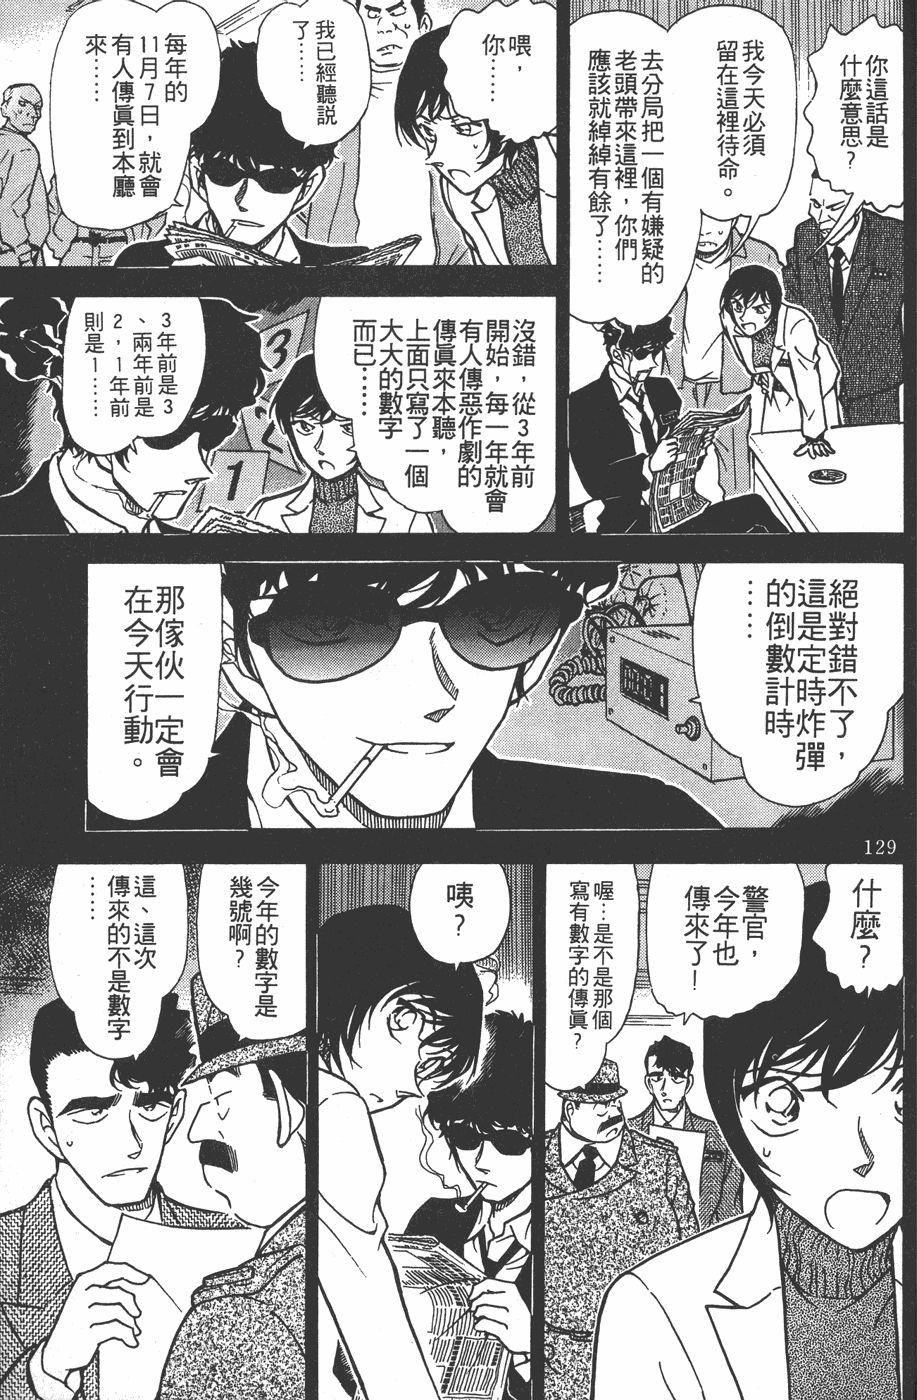 你這話是
什麼意思?
我今天必須
留在這裡待命。
去分局把一個有嫌疑的
老頭帶來這裡，你們
應該就綽綽有餘了……
喂，
你……
我已經聽說
了……
每年的
11月7日，就會
有人傳真到本廳
來……
沒錯，從3年前
開始，每一年就會
有人傳惡作劇的
傳眞來本聽，
上面只寫了一個
大大的數字
而已……
3年前是3
、兩年前是
2，1年前
則是1……
3
2
1
絕對錯不了，
這是定時炸彈
的倒數計時
……
那傢伙一定會
在今天行動。
129
什麼?
警官，
今年也
傳來了!
喔…是不是那個
寫有數字的傳眞?
咦?
今年的數字是
幾號啊?
這、這次
傳來的不是數字
……